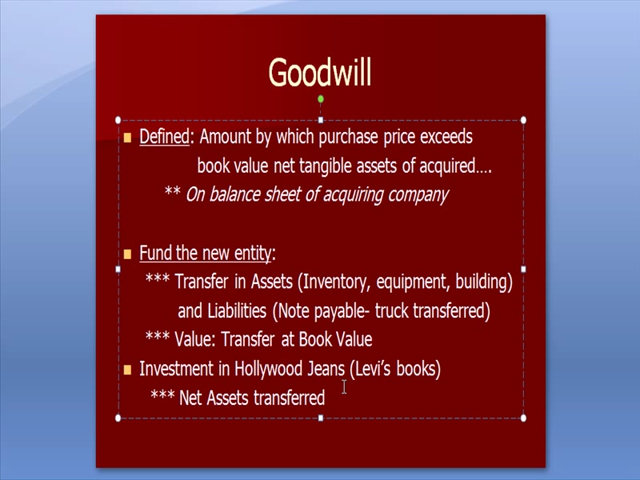 Goodwill
Defined: Amount by which purchase price exceeds
book value net tangible assets of acquired….
** On balance sheet of acquiring company
Fund the new entity:
*** Transfer in Assets (Inventory, equipment, building)
and Liabilities (Note payable- truck transferred)
*** Value: Transfer at Book Value
Investment in Hollywood Jeans (Levi's books)
*** Net Assets transferred